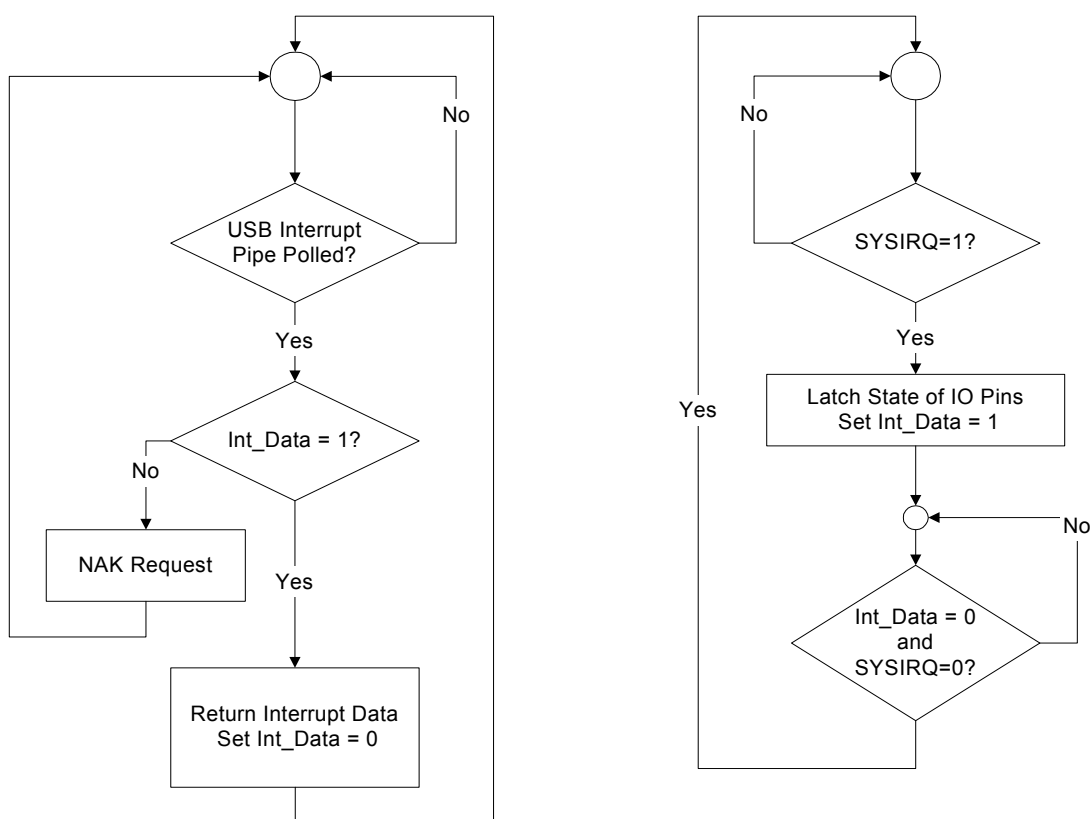 No
USB Interrupt
Pipe Polled?
Yes
Int_Data = 1?
No
NAK Request
Yes
Return Interrupt Data
Set Int_Data = 0
No
SYSIRQ=1?
Yes
Yes
Latch State of IO Pins
Set Int_Data = 1
No
Int_Data = 0
and
SYSIRQ=0?